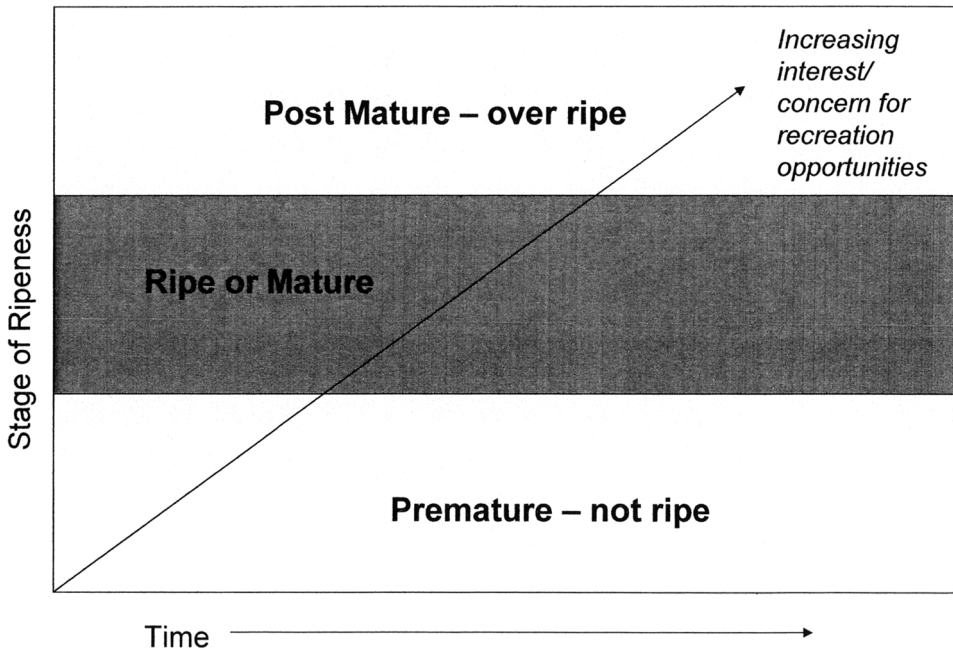 Increasing
interest/
concern for
recreation
opportunities
Post Mature – over ripe
Ripe or Mature
Premature – not ripe
Stage of Ripeness
Time